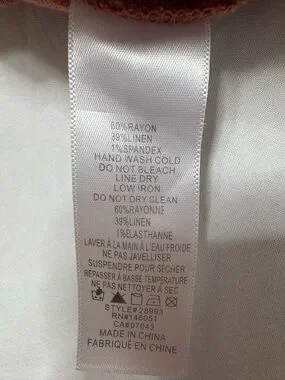 60%RAYON
39%LINEN
1%SPANDEX
HAND WASH COLD
DO NOT BLEACH
LINE DRY
LOW IRON
DO NOT DRY CLEAN
60%RAYONNE
39%LINEN
1%ELASTHANNE
LAVER À LA MAIN À L'EAU FROIDE
NE PAS JAVELLISER
SUSPENDRE POUR SÉCHER
REPASSER À BASSE TEMPÉRATURE
NE PAS NETTOYER À SEC
STYLE#28993
RN#146051
CA#07043
MADE IN CHINA
FABRIQUÉ EN CHINE